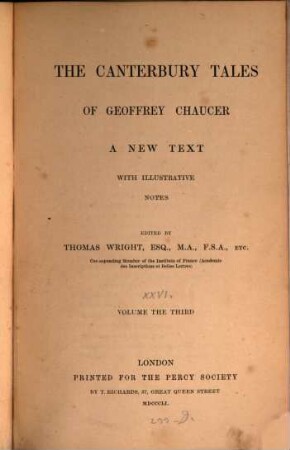 THE CANTERBURY TALES
OF GEOFFREY CHAUCER
A NEW TEXT
WITH ILLUSTRATIVE
NOTES
EDITED BY
THOMAS WRIGHT, ESQ., M.A., F.S.A., ETC.
Corresponding Member of the Institute of France (Académie
des Inscriptions et Belles Lettres)
XXVI.
VOLUME THE THIRD
LONDON
PRINTED FOR THE PERCY SOCIETY
BY T. RICHARDS, 37, GREAT QUEEN STREET
MDCCCLI.